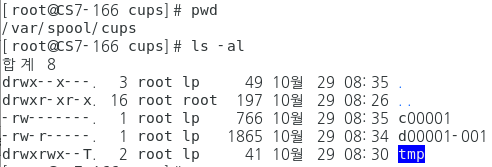 [root@CS7-166 cups]# pwd
/var/spool/cups
[root@CS7-166 cups]# ls -al
합계 8
drwx--x---.  3 root lp     49 10월  29 08:35 .
drwxr-xr-x. 16 root root  197 10월  29 08:26 ..
-rw-------.  1 root lp    766 10월  29 08:35 c00001
-rw-r-----.  1 root lp   1865 10월  29 08:34 d00001-001
drwxrwx--T.  2 root lp     41 10월  29 08:30 tmp